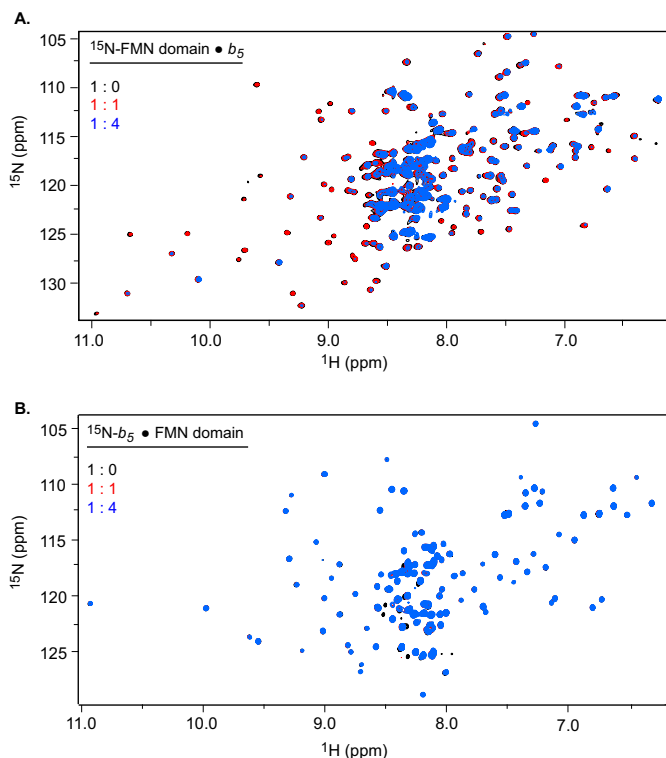 A.
¹⁵N-FMN domain • b₅
1 : 0
1 : 1
1 : 4
105
110
115
120
125
130
¹⁵N (ppm)
11.0 10.0 9.0 8.0 7.0
¹H (ppm)
B.
¹⁵N-b₅ • FMN domain
1 : 0
1 : 1
1 : 4
105
110
115
120
125
¹⁵N (ppm)
11.0 10.0 9.0 8.0 7.0
¹H (ppm)